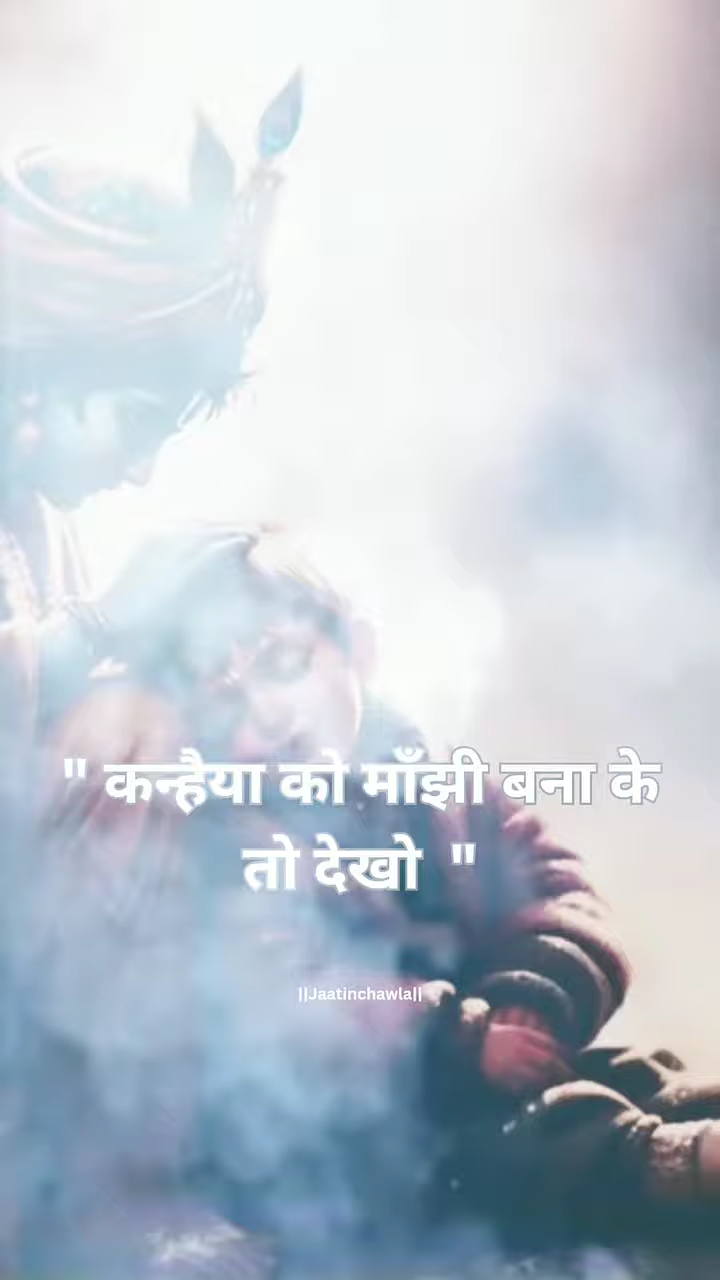 " कन्हैया को माँझी बना के
तो देखो "
||Jaatinchawla||